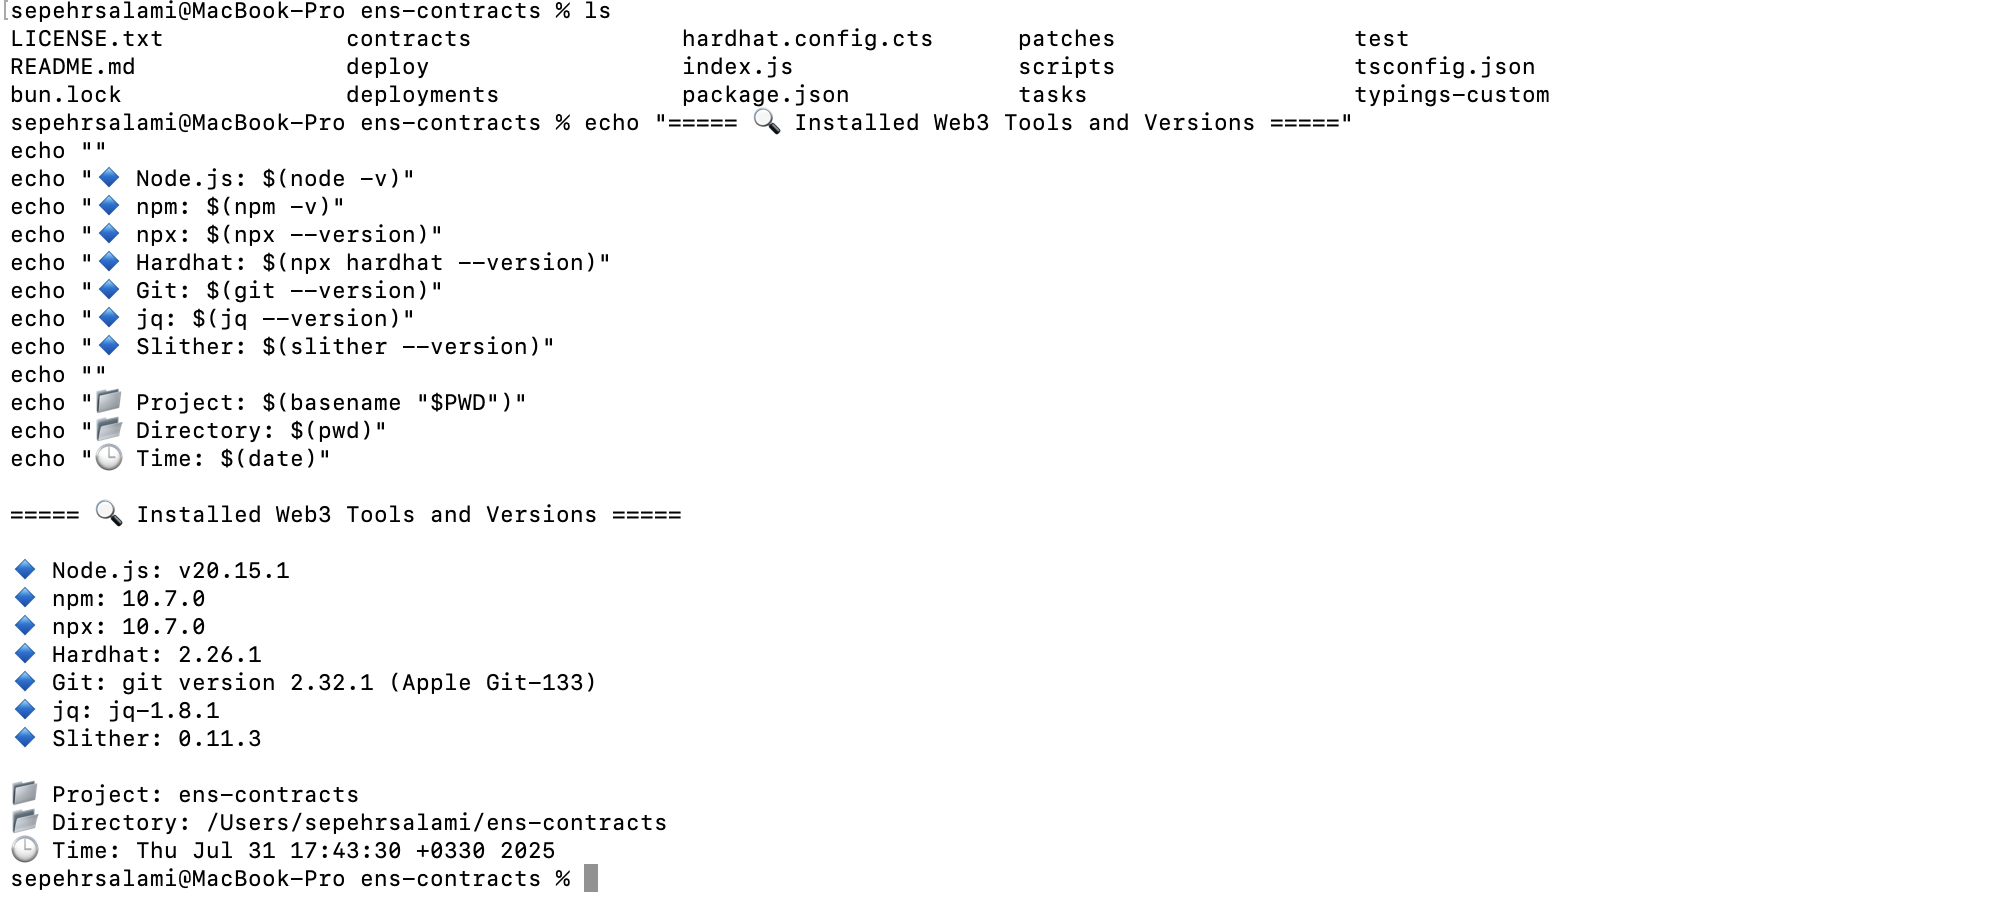 sepehrsalami@MacBook-Pro ens-contracts % ls
LICENSE.txt contracts hardhat.config.cts patches test
README.md deploy index.js scripts tsconfig.json
bun.lock deployments package.json tasks typings-custom
sepehrsalami@MacBook-Pro ens-contracts % echo "===== 🔍 Installed Web3 Tools and Versions ====="
echo ""
echo "🔹 Node.js: $(node -v)"
echo "🔹 npm: $(npm -v)"
echo "🔹 npx: $(npx --version)"
echo "🔹 Hardhat: $(npx hardhat --version)"
echo "🔹 Git: $(git --version)"
echo "🔹 jq: $(jq --version)"
echo "🔹 Slither: $(slither --version)"
echo ""
echo "📁 Project: $(basename "$PWD")"
echo "📂 Directory: $(pwd)"
echo "🕒 Time: $(date)"
===== 🔍 Installed Web3 Tools and Versions =====
🔹 Node.js: v20.15.1
🔹 npm: 10.7.0
🔹 npx: 10.7.0
🔹 Hardhat: 2.26.1
🔹 Git: git version 2.32.1 (Apple Git-133)
🔹 jq: jq-1.8.1
🔹 Slither: 0.11.3
📁 Project: ens-contracts
📂 Directory: /Users/sepehrsalami/ens-contracts
🕒 Time: Thu Jul 31 17:43:30 +0330 2025
sepehrsalami@MacBook-Pro ens-contracts %